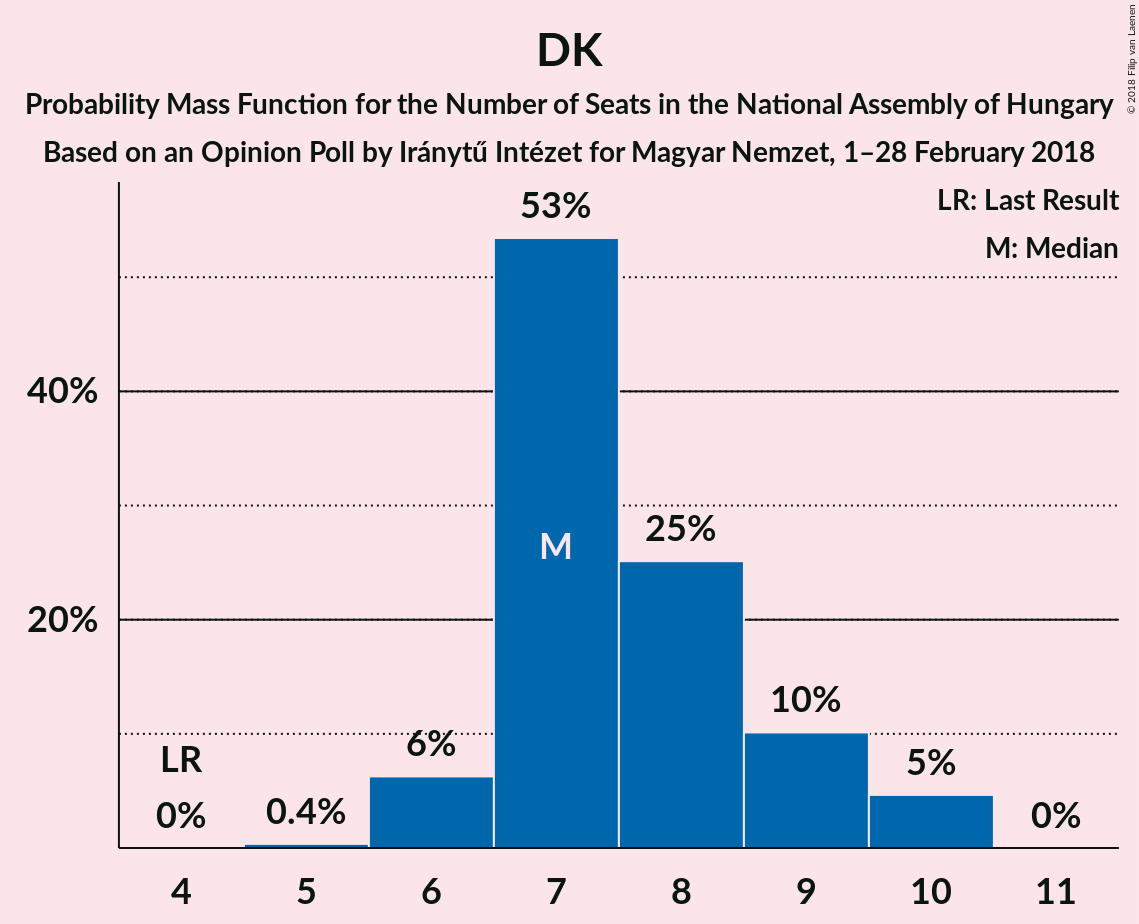 DK
Probability Mass Function for the Number of Seats in the National Assembly of Hungary
Based on an Opinion Poll by Iránytű Intézet for Magyar Nemzet, 1–28 February 2018
© 2018 Filip van Laenen
LR: Last Result
M: Median
53%
40%
M
25%
20%
10%
6%
LR
5%
0%
0.4%
0%
4 5 6 7 8 9 10 11